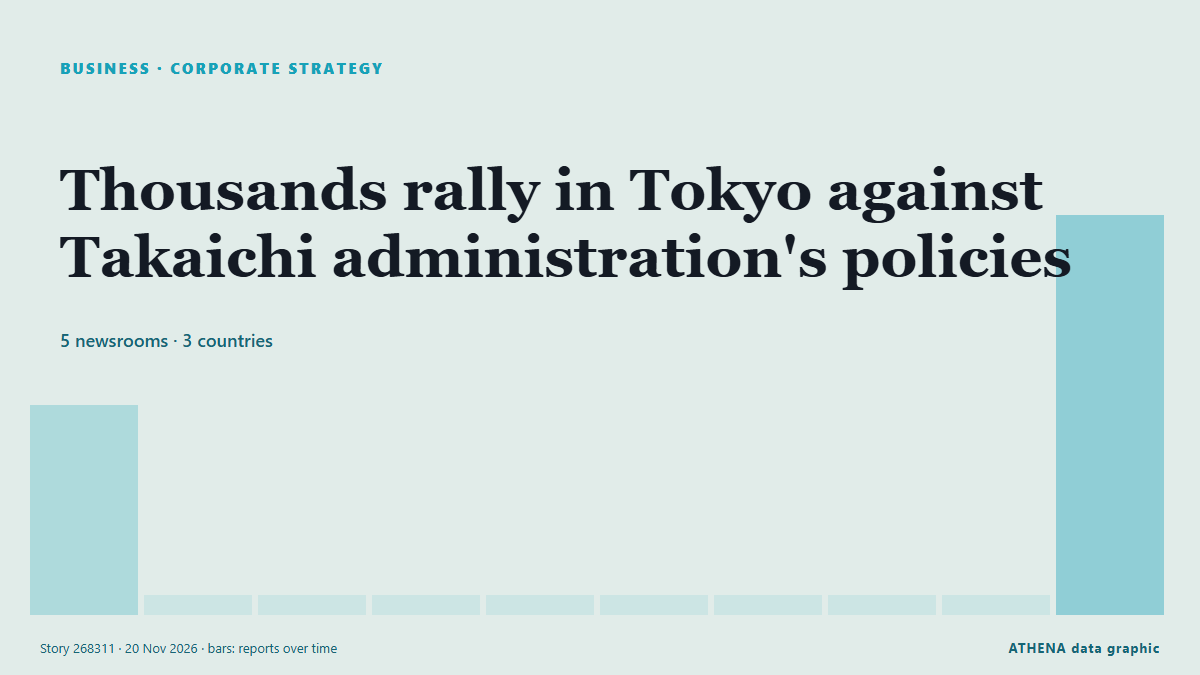 BUSINESS · CORPORATE STRATEGY
Thousands rally in Tokyo against
Takaichi administration's policies
5 newsrooms · 3 countries
Story 268311 · 20 Nov 2026 · bars: reports over time
ATHENA data graphic